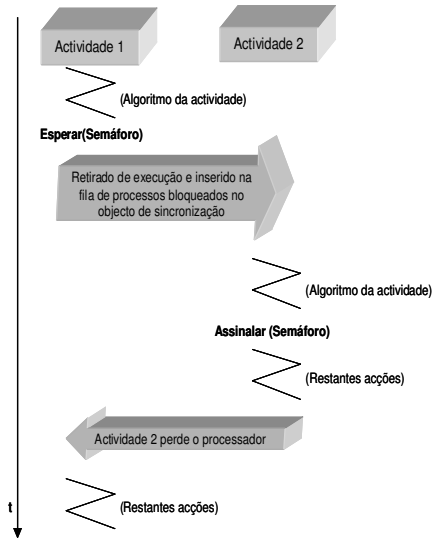 Actividade 1
Actividade 2
(Algoritmo da actividade)
Esperar(Semáforo)
Retirado de execução e inserido na
fila de processos bloqueados no
objecto de sincronização
(Algoritmo da actividade)
Assinalar (Semáforo)
(Restantes acções)
Actividade 2 perde o processador
t
(Restantes acções)